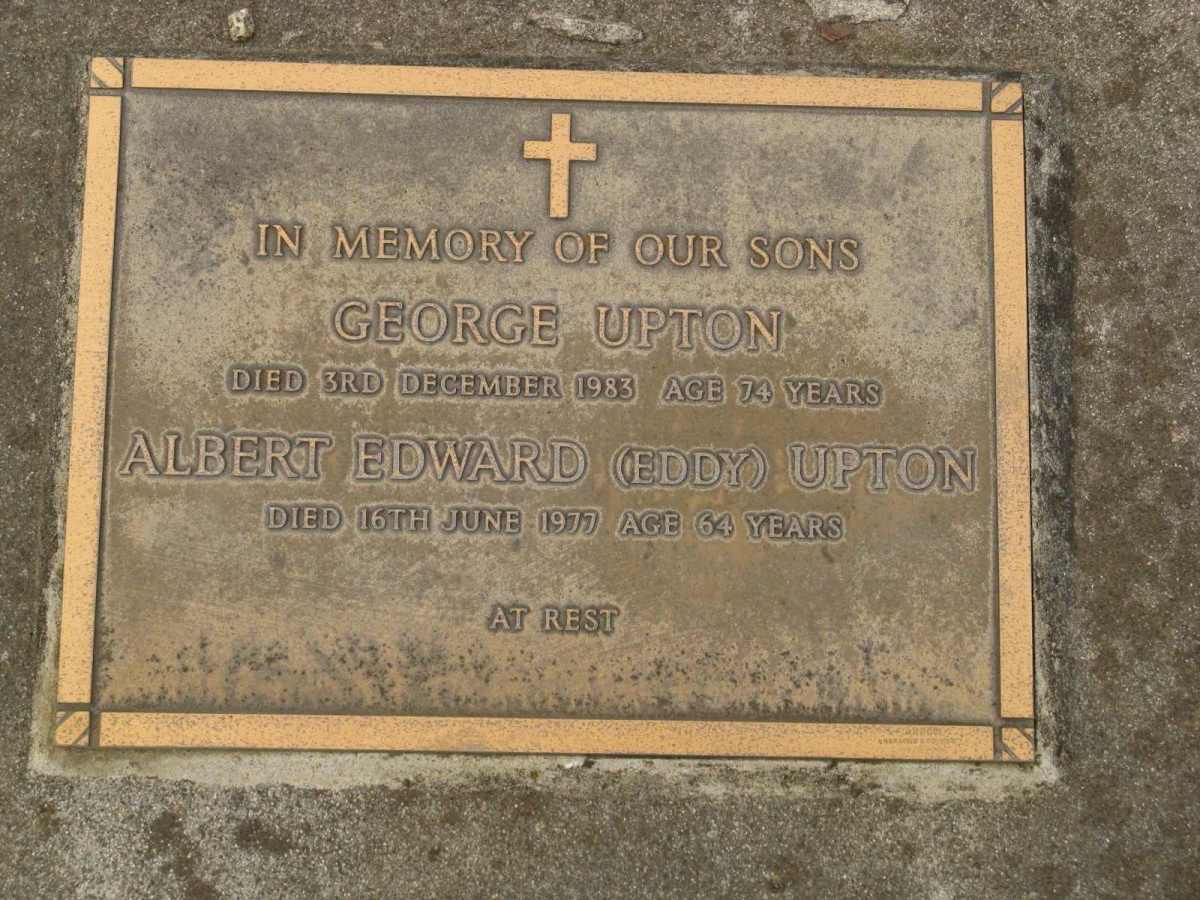 IN MEMORY OF OUR SONS
GEORGE UPTON
DIED 3RD DECEMBER 1983 AGE 74 YEARS
ALBERT EDWARD (EDDY) UPTON
DIED 16TH JUNE 1977 AGE 64 YEARS
AT REST